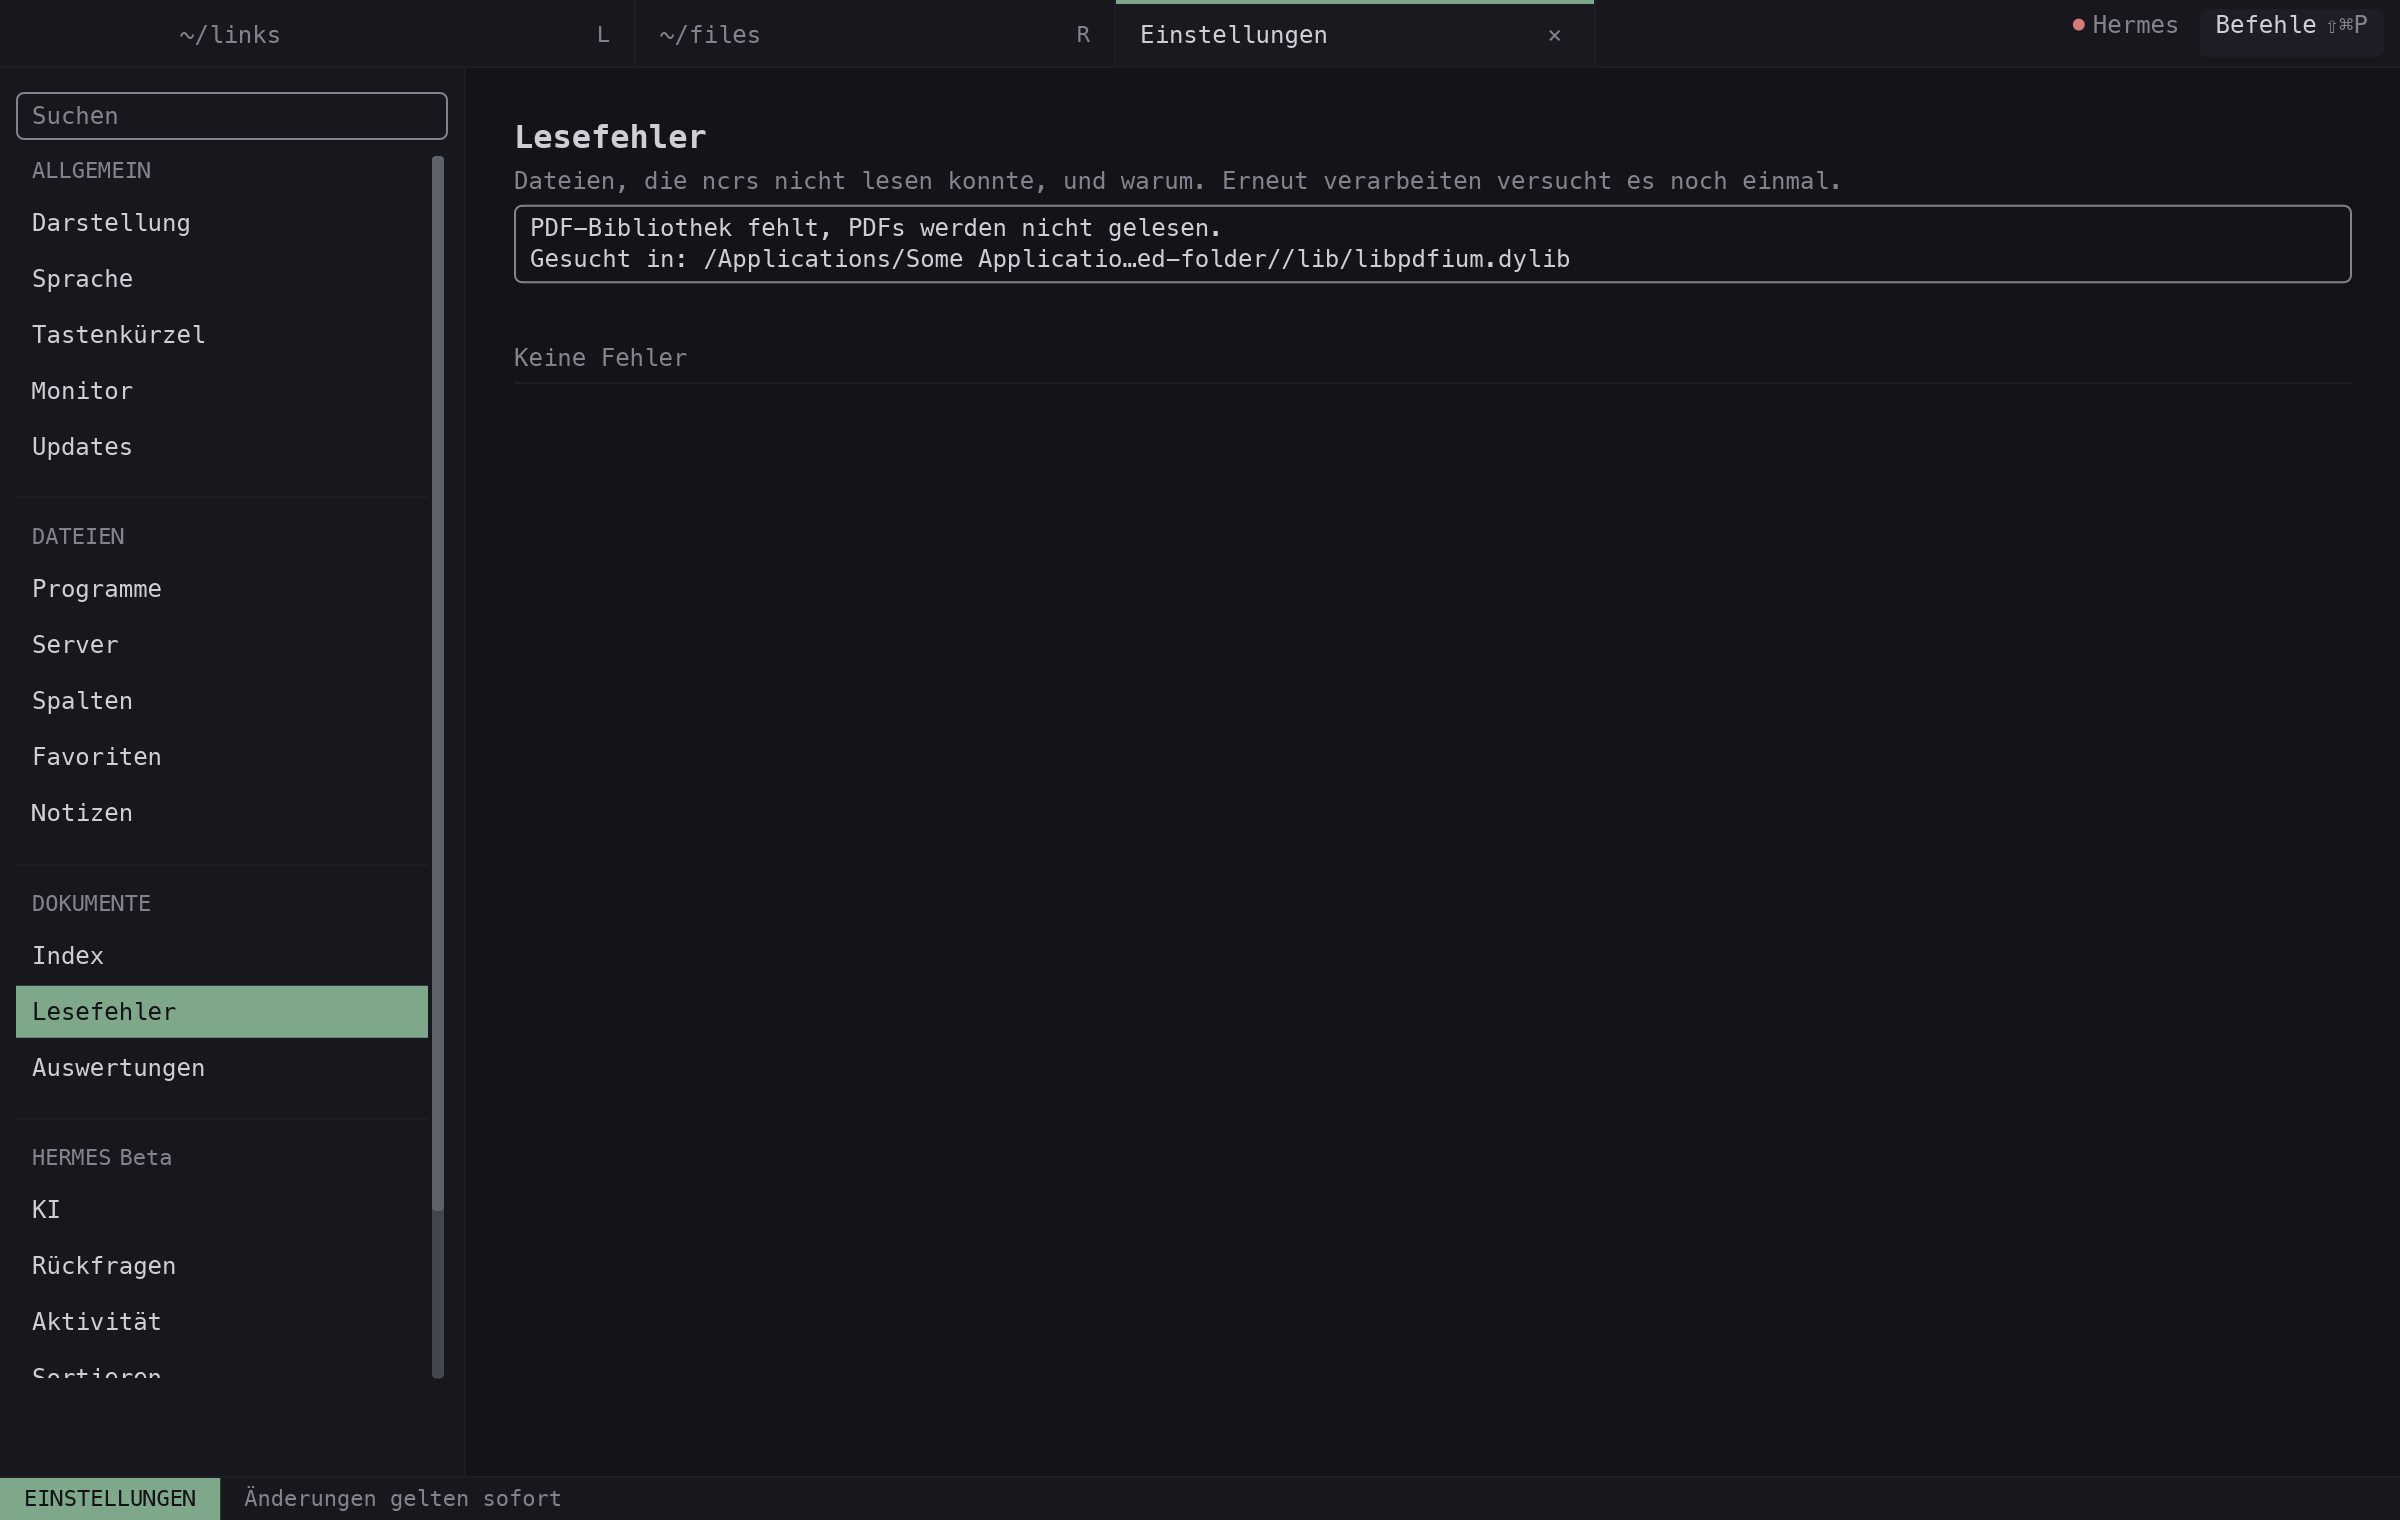 ~/links L ~/files R Einstellungen × Hermes Befehle ⇧⌘P
Suchen
ALLGEMEIN
Darstellung
Sprache
Tastenkürzel
Monitor
Updates
DATEIEN
Programme
Server
Spalten
Favoriten
Notizen
DOKUMENTE
Index
Lesefehler
Auswertungen
HERMES Beta
KI
Rückfragen
Aktivität
Sortieren
Lesefehler
Dateien, die ncrs nicht lesen konnte, und warum. Erneut verarbeiten versucht es noch einmal.
PDF-Bibliothek fehlt, PDFs werden nicht gelesen.
Gesucht in: /Applications/Some Applicatio…ed-folder//lib/libpdfium.dylib
Keine Fehler
EINSTELLUNGEN Änderungen gelten sofort